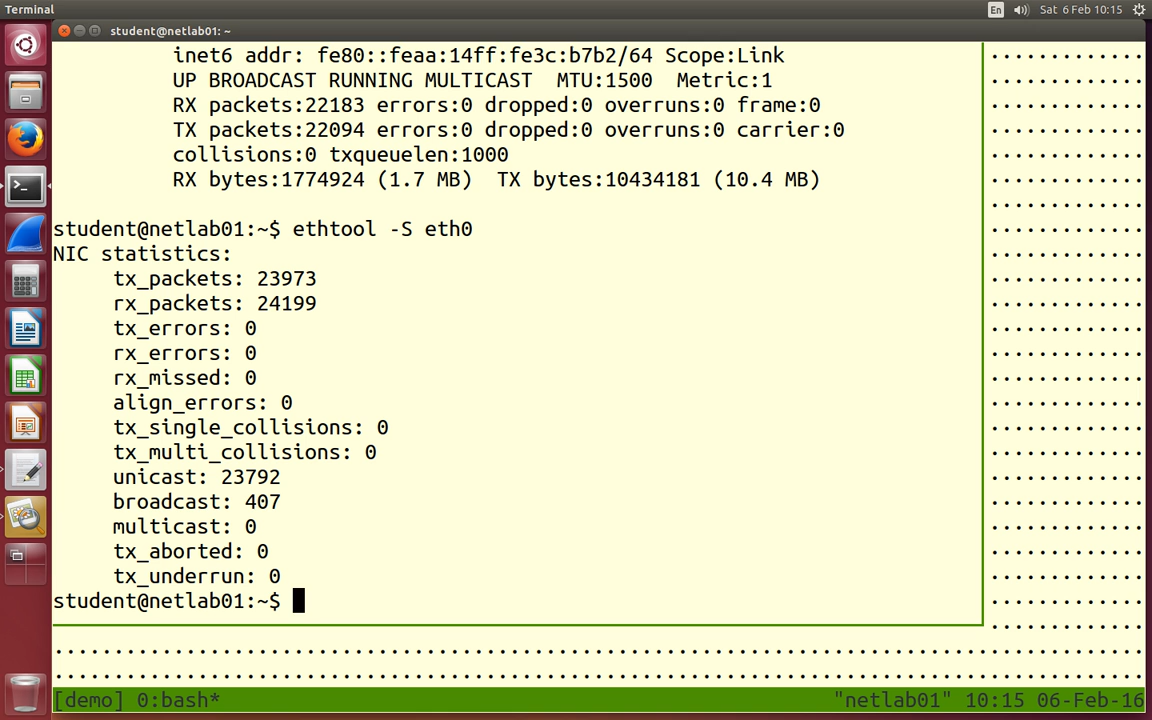 Terminal
En
Sat 6 Feb 10:15
student@netlab01: ~
inet6 addr: fe80::feaa:14ff:fe3c:b7b2/64 Scope:Link
UP BROADCAST RUNNING MULTICAST  MTU:1500  Metric:1
RX packets:22183 errors:0 dropped:0 overruns:0 frame:0
TX packets:22094 errors:0 dropped:0 overruns:0 carrier:0
collisions:0 txqueuelen:1000
RX bytes:1774924 (1.7 MB)  TX bytes:10434181 (10.4 MB)
student@netlab01:~$ ethtool -S eth0
NIC statistics:
tx_packets: 23973
rx_packets: 24199
tx_errors: 0
rx_errors: 0
rx_missed: 0
align_errors: 0
tx_single_collisions: 0
tx_multi_collisions: 0
unicast: 23792
broadcast: 407
multicast: 0
tx_aborted: 0
tx_underrun: 0
student@netlab01:~$
[demo] 0:bash*
"netlab01" 10:15 06-Feb-16